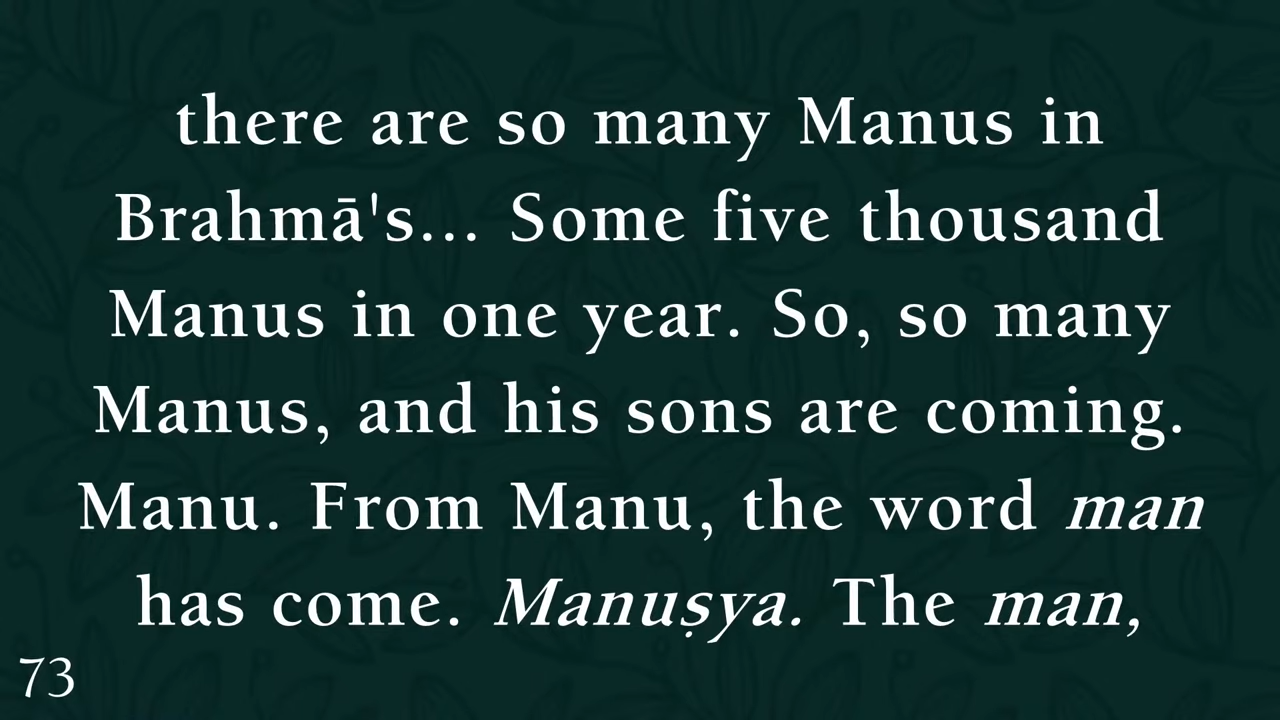 there are so many Manus in
Brahmā's... Some five thousand
Manus in one year. So, so many
Manus, and his sons are coming.
Manu. From Manu, the word man
has come. Manuṣya. The man,
73